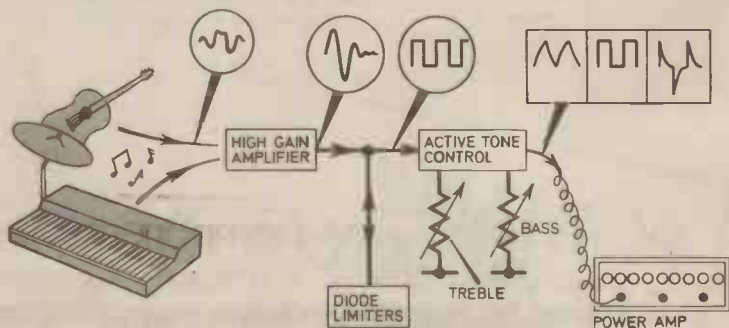 HIGH GAIN
AMPLIFIER
ACTIVE TONE
CONTROL
BASS
TREBLE
DIODE
LIMITERS
POWER AMP